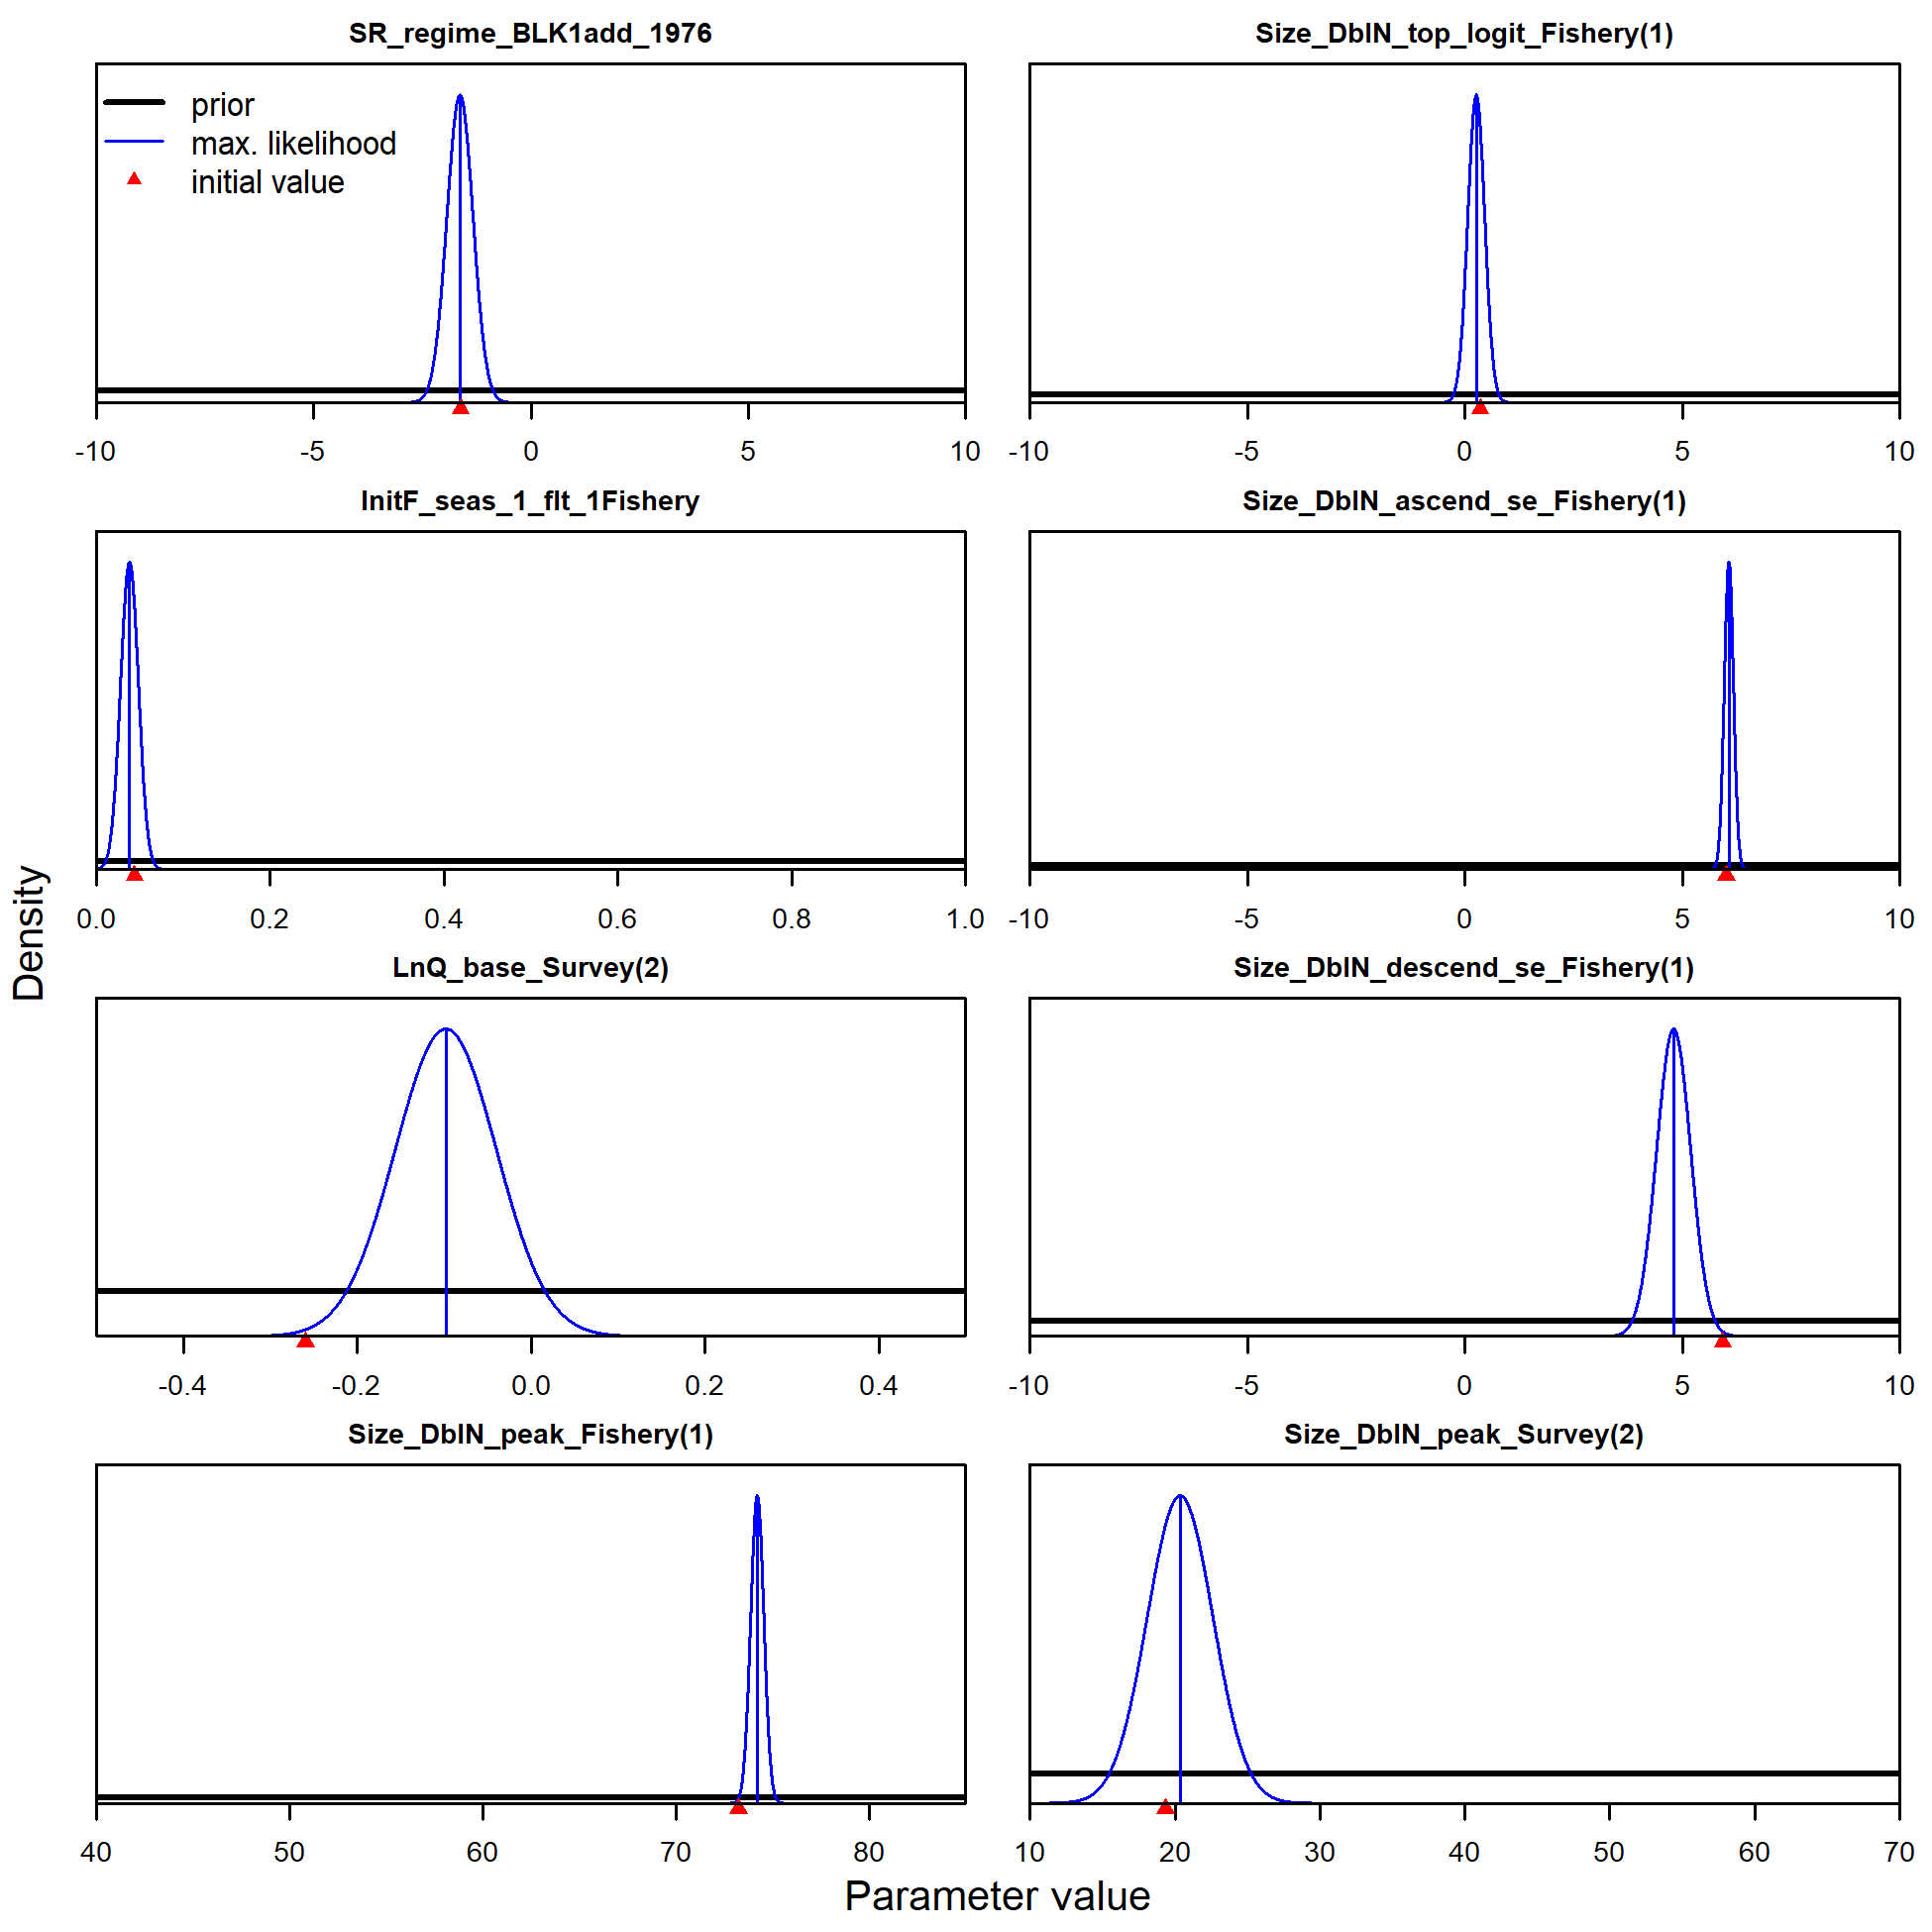 SR_regime_BLK1add_1976
prior
max. likelihood
initial value
-10 -5 0 5 10
Size_DblN_top_logit_Fishery(1)
-10 -5 0 5 10
InitF_seas_1_flt_1Fishery
0.0 0.2 0.4 0.6 0.8 1.0
Size_DblN_ascend_se_Fishery(1)
-10 -5 0 5 10
LnQ_base_Survey(2)
-0.4 -0.2 0.0 0.2 0.4
Size_DblN_descend_se_Fishery(1)
-10 -5 0 5 10
Size_DblN_peak_Fishery(1)
40 50 60 70 80
Size_DblN_peak_Survey(2)
10 20 30 40 50 60 70
Density
Parameter value